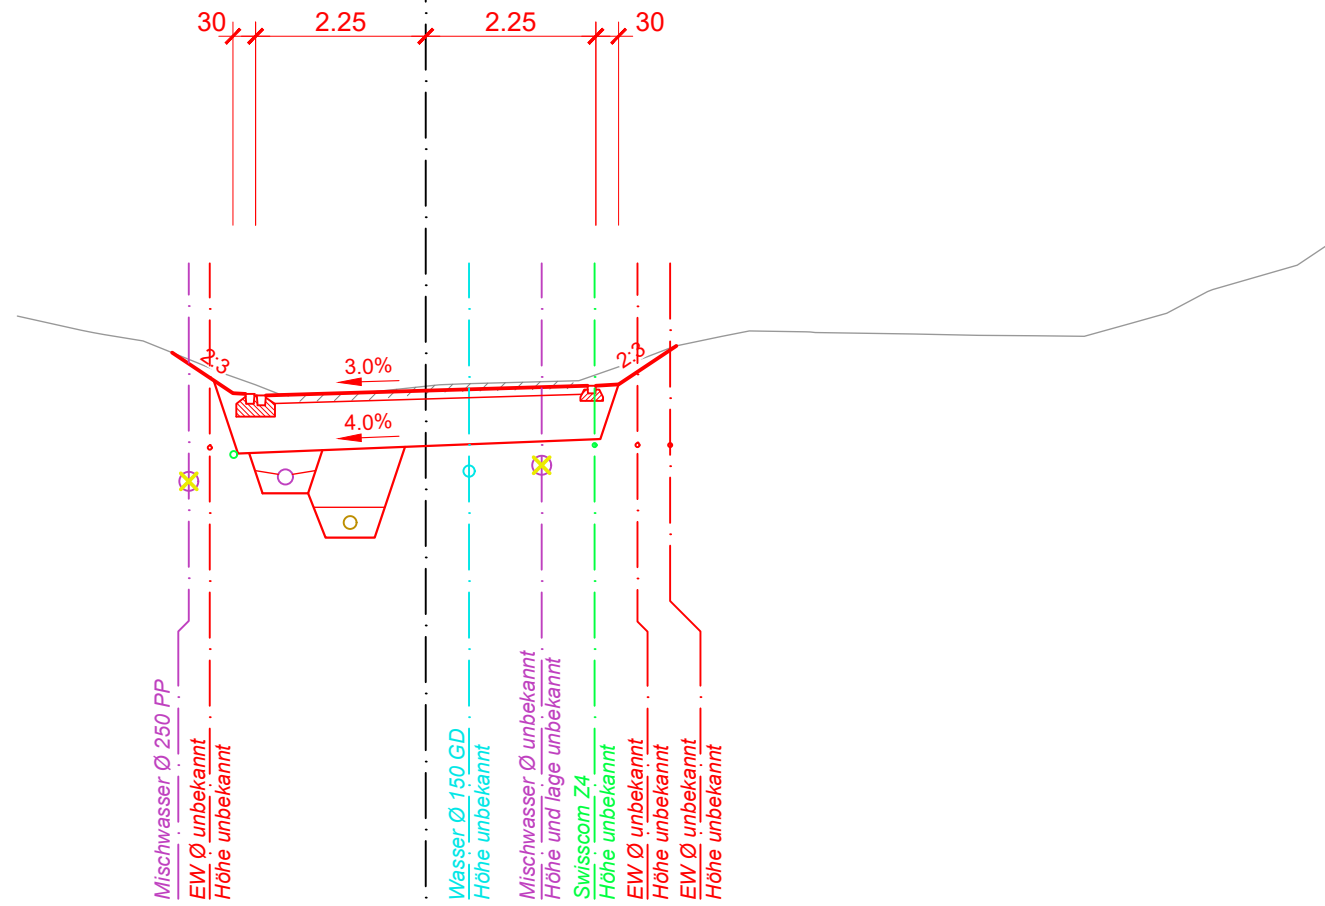 30
2.25
2.25
30
2:3
3.0%
2:3
4.0%
Mischwasser Ø 250 PP
EW Ø unbekannt
Höhe unbekannt
Wasser Ø 150 GD
Höhe unbekannt
Mischwasser Ø unbekannt
Höhe und lage unbekannt
Swisscom Z4
Höhe unbekannt
EW Ø unbekannt
Höhe unbekannt
EW Ø unbekannt
Höhe unbekannt